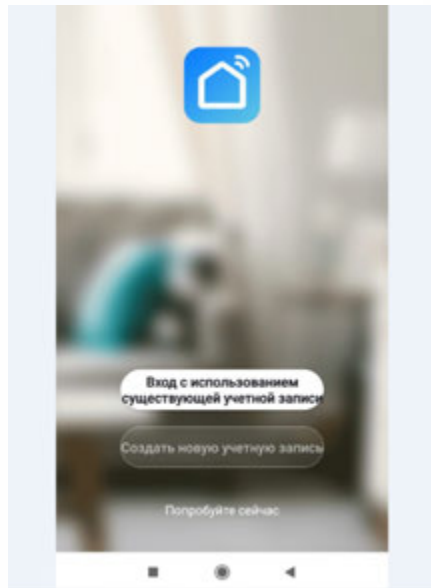 Вход с использованием
существующей учетной записи
Создать новую учетную запись
Попробуйте сейчас